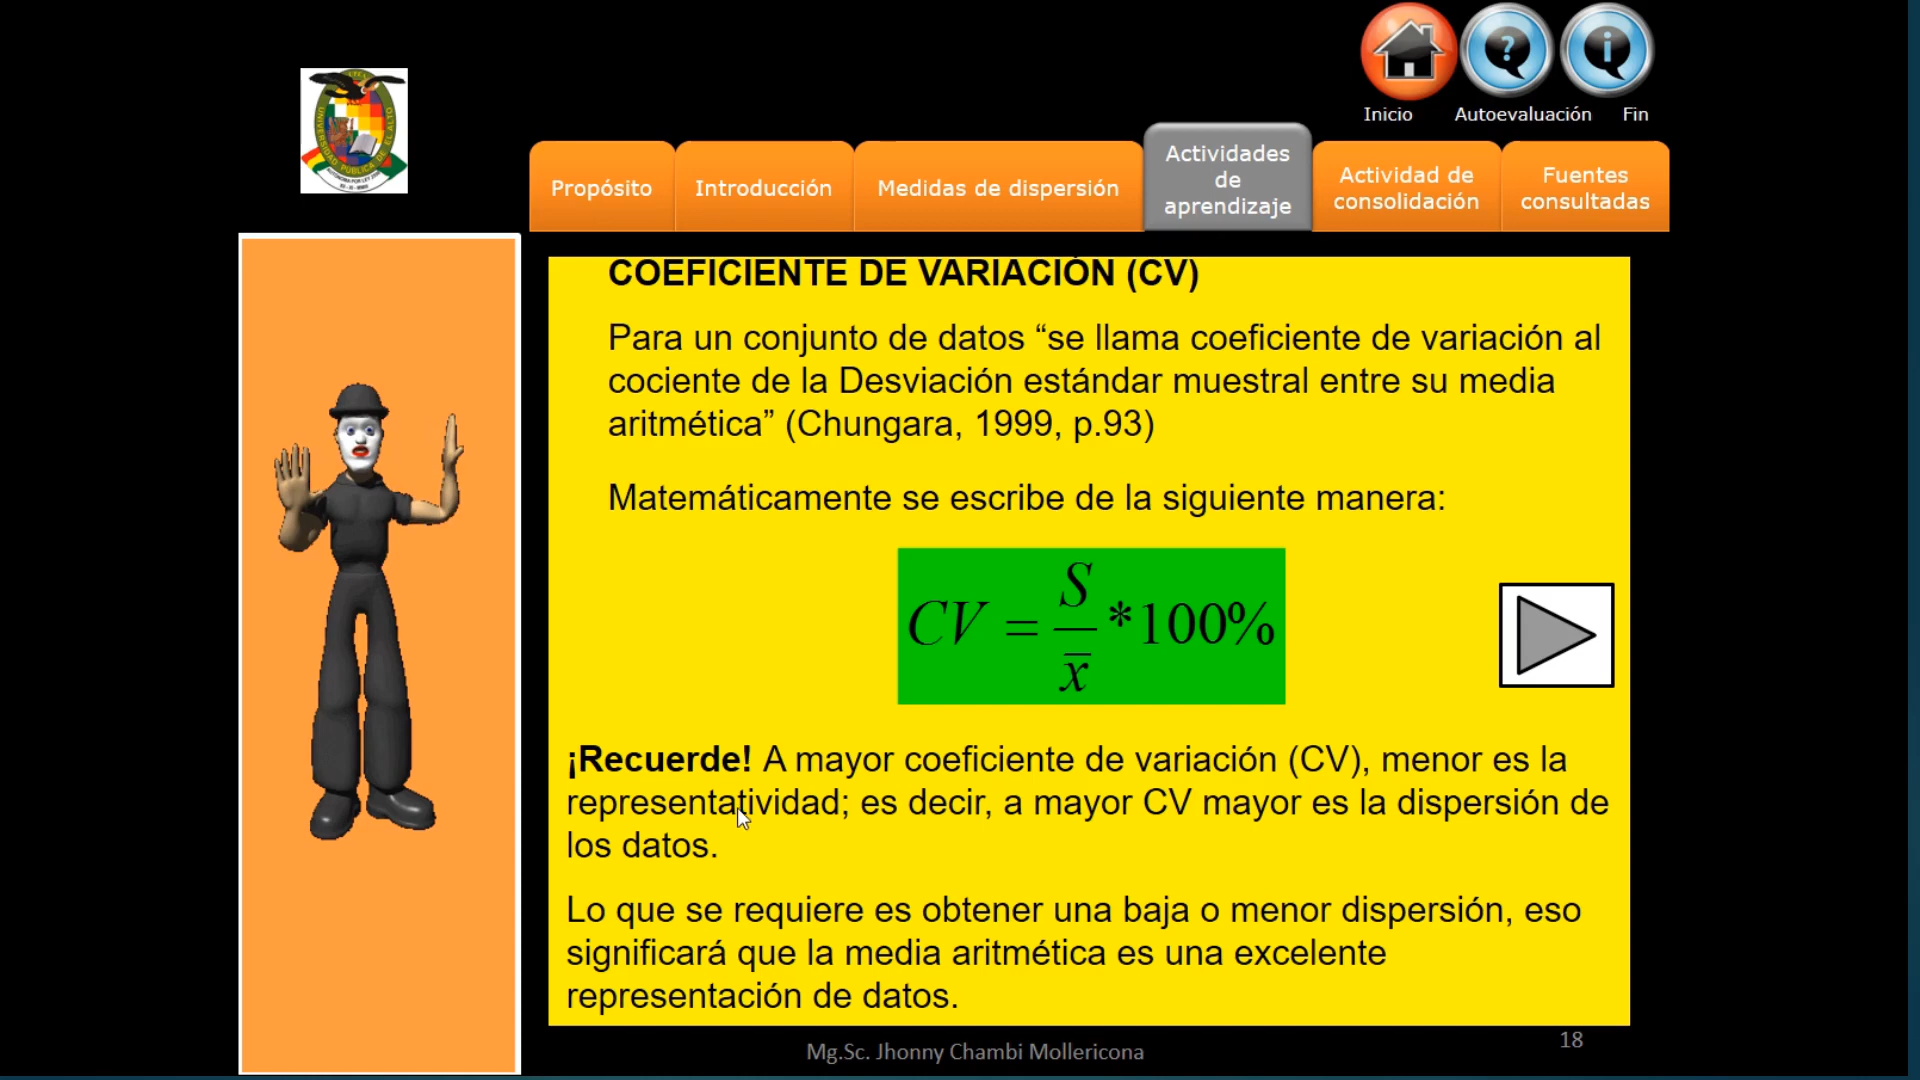 Inicio
Autoevaluación
Fin
Propósito
Introducción
Medidas de dispersión
Actividades
de
aprendizaje
Actividad de
consolidación
Fuentes
consultadas
UNIVERSIDAD PÚBLICA DE EL ALTO
COEFICIENTE DE VARIACIÓN (CV)
Para un conjunto de datos “se llama coeficiente de variación al
cociente de la Desviación estándar muestral entre su media
aritmética” (Chungara, 1999, p.93)
Matemáticamente se escribe de la siguiente manera:
CV = S / x̅ *100%
¡Recuerde! A mayor coeficiente de variación (CV), menor es la
representatividad; es decir, a mayor CV mayor es la dispersión de
los datos.
Lo que se requiere es obtener una baja o menor dispersión, eso
significará que la media aritmética es una excelente
representación de datos.
Mg.Sc. Jhonny Chambi Mollericona
18